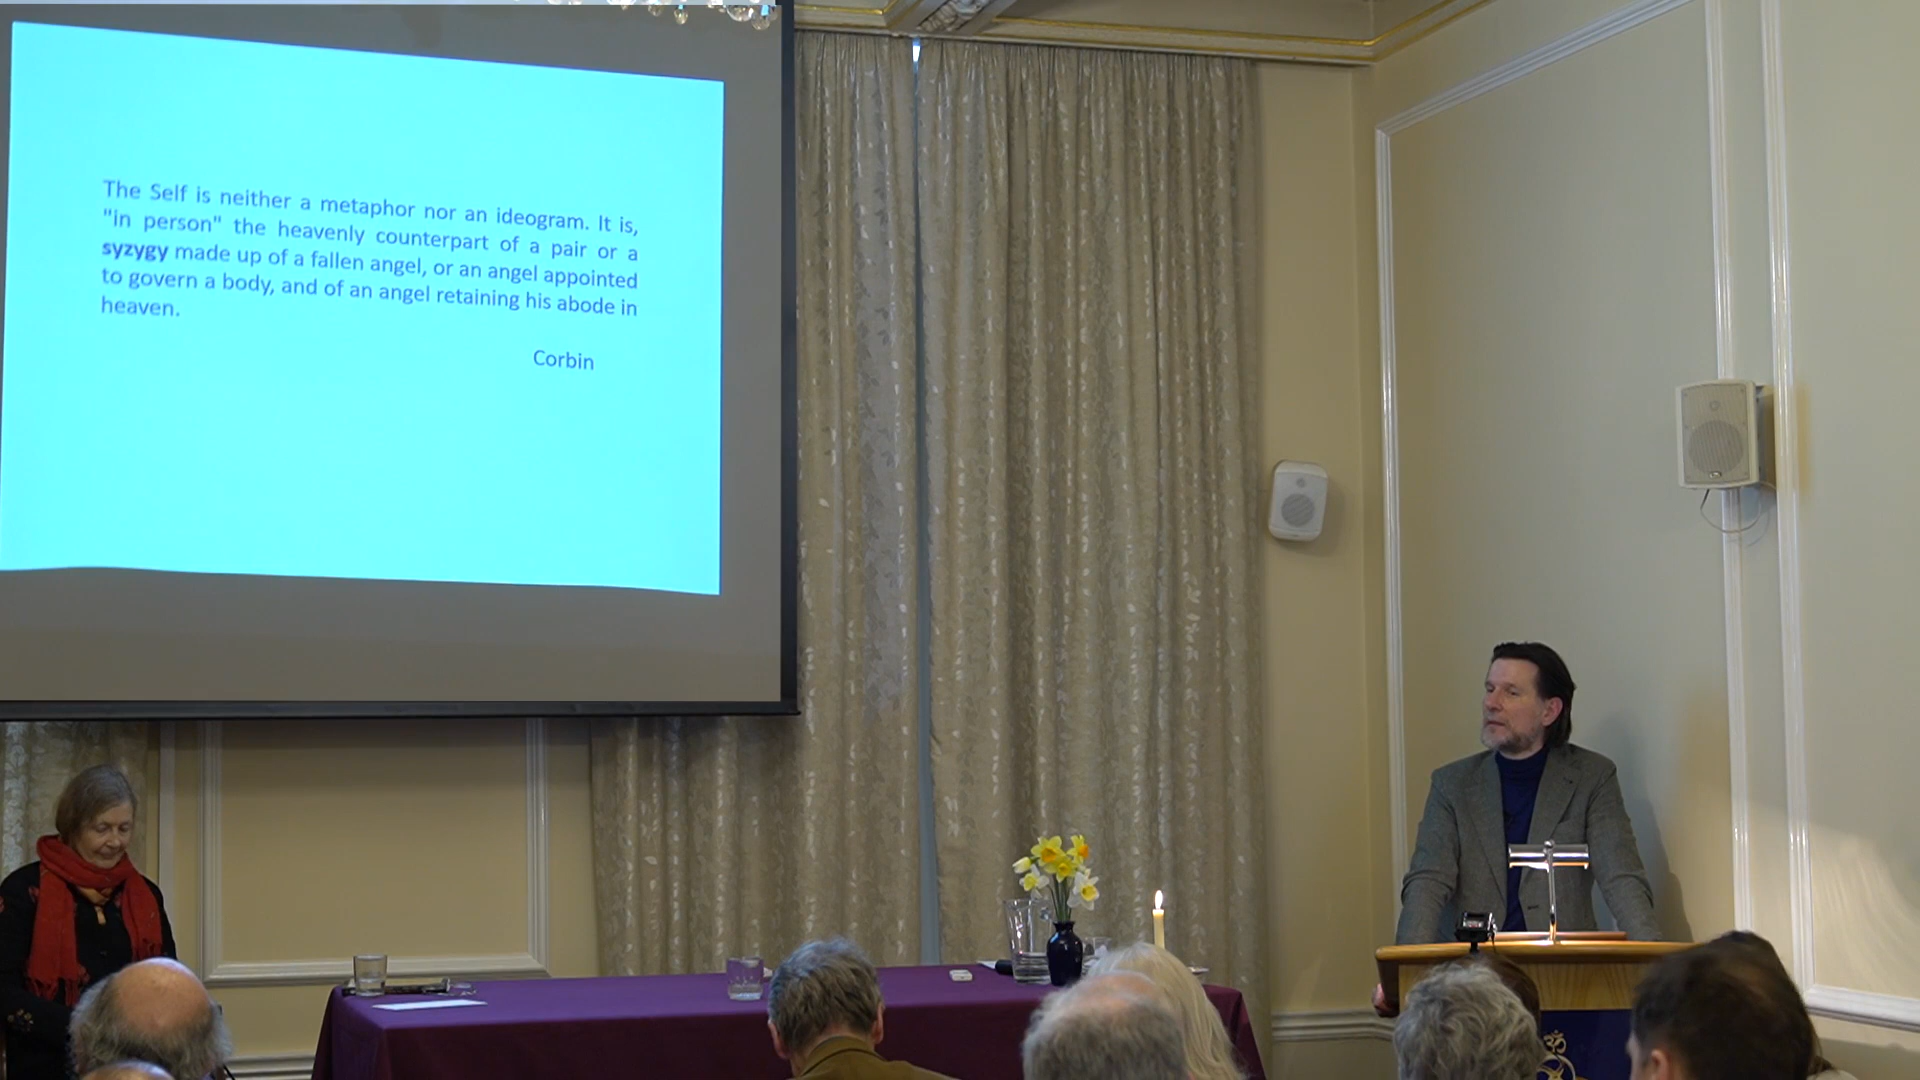 The Self is neither a metaphor nor an ideogram. It is,
"in person" the heavenly counterpart of a pair or a
syzygy made up of a fallen angel, or an angel appointed
to govern a body, and of an angel retaining his abode in
heaven.
Corbin
ॐ